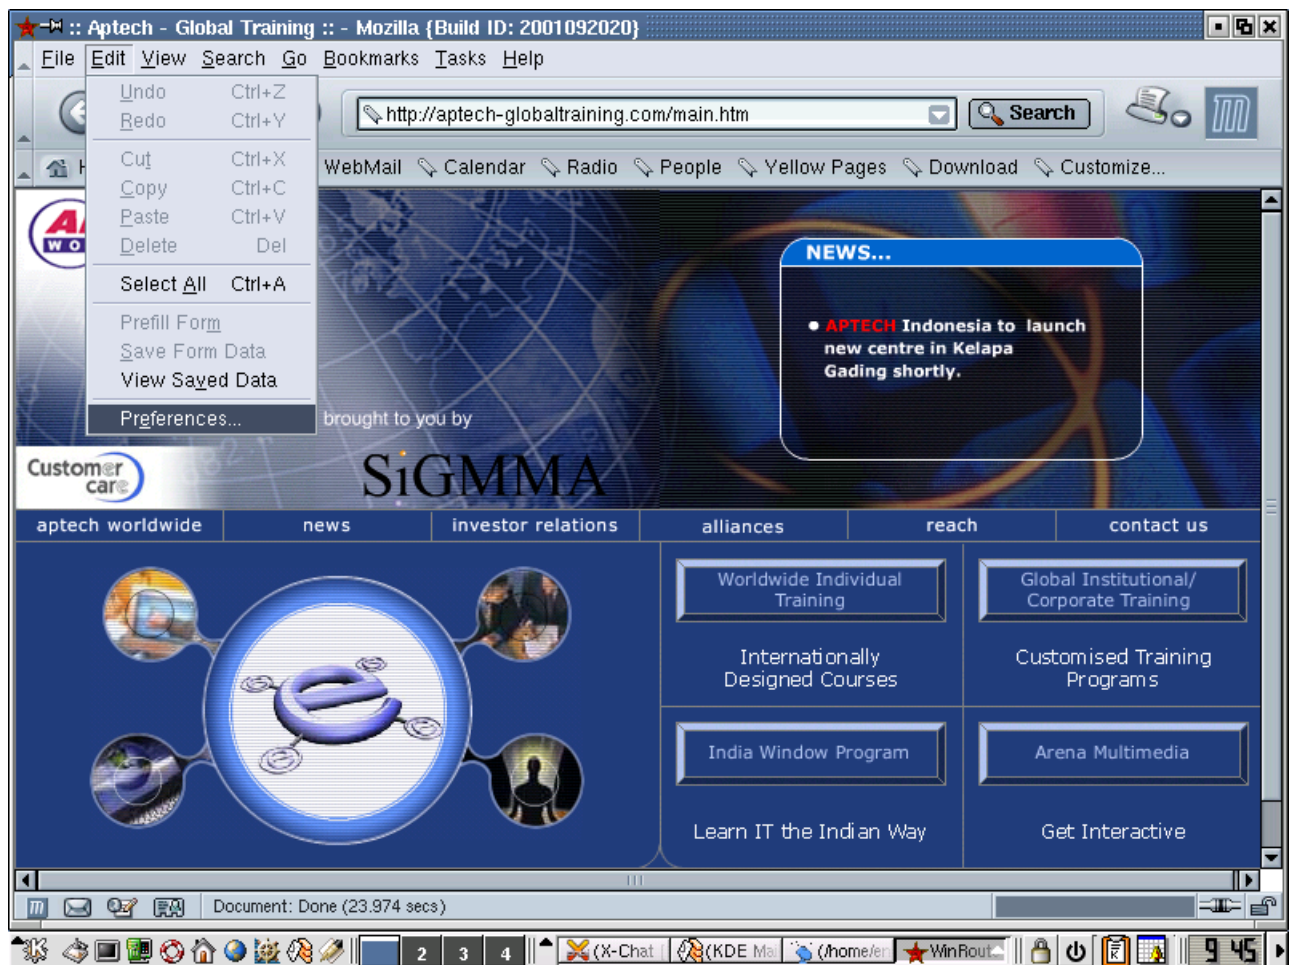 :: Aptech - Global Training :: - Mozilla {Build ID: 2001092020}
File Edit View Search Go Bookmarks Tasks Help
Undo Ctrl+Z
Redo Ctrl+Y
http://aptech-globaltraining.com/main.htm
Search
Cut Ctrl+X
Copy Ctrl+C
Paste Ctrl+V
Delete Del
Select All Ctrl+A
Prefill Form
Save Form Data
View Saved Data
Preferences...
WebMail Calendar Radio People Yellow Pages Download Customize...
NEWS...
APTECH Indonesia to launch
new centre in Kelapa
Gading shortly.
brought to you by
SiGMMA
Customer
care
aptech worldwide news investor relations alliances reach contact us
Worldwide Individual
Training
Internationally
Designed Courses
Global Institutional/
Corporate Training
Customised Training
Programs
India Window Program
Learn IT the Indian Way
Arena Multimedia
Get Interactive
Document: Done (23.974 secs)
2 3 4
(X-Chat
(KDE Ma
(/home/er
WinRout
9 45